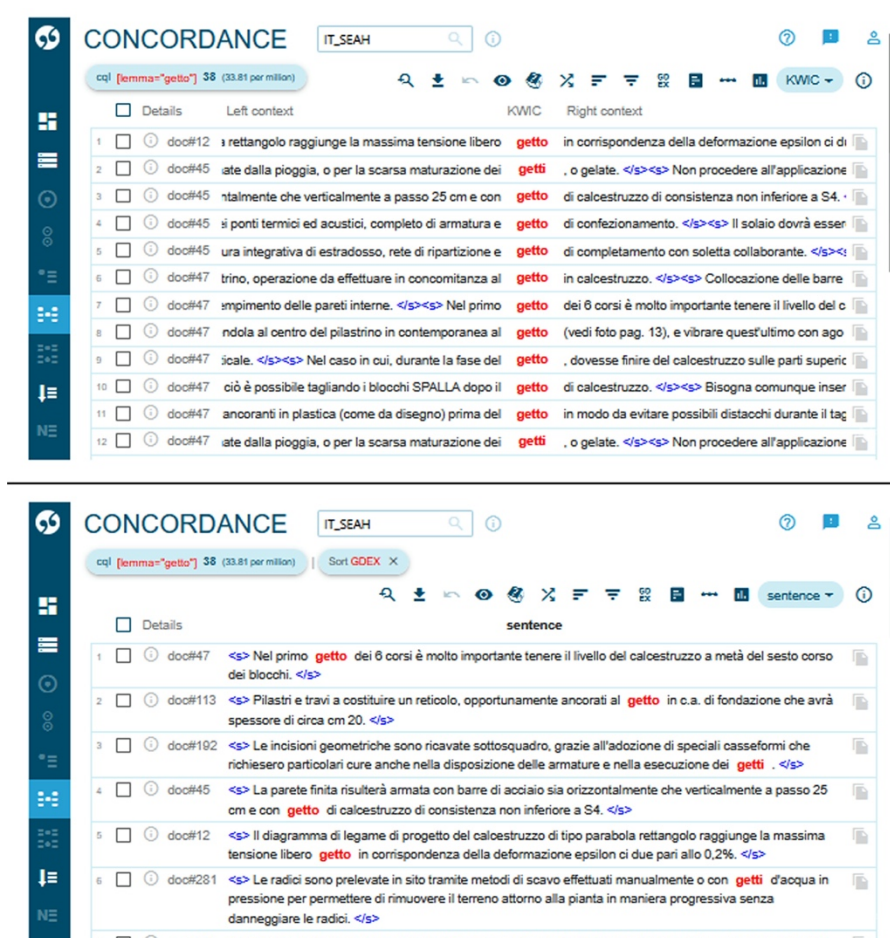 CONCORDANCE
IT_SEAH
cql [lemma="getto"] 38 (33.81 per million)
GD
EX
KWIC
Details Left context KWIC Right context
1 doc#12 a rettangolo raggiunge la massima tensione libero getto in corrispondenza della deformazione epsilon ci
2 doc#45 dalla pioggia, o per la scarsa maturazione dei getti , o gelate. </s><s> Non procedere all'applicazione
3 doc#45 che verticalmente a passo 25 cm e con getto di calcestruzzo di consistenza non inferiore a S4.
4 doc#45 ponti termici ed acustici, completo di armatura e getto di confezionamento. </s><s> Il solaio dovrà
5 doc#45 integrativa di estradosso, rete di ripartizione e getto di completamento con soletta collaborante. </s>
6 doc#47 operazione da effettuare in concomitanza al getto in calcestruzzo. </s><s> Collocazione delle barre
7 doc#47 delle pareti interne. </s><s> Nel primo getto dei 6 corsi è molto importante tenere il livello del
8 doc#47 al centro del pilastrino in contemporanea al getto (vedi foto pag. 13), e vibrare quest'ultimo con ago
9 doc#47 </s><s> Nel caso in cui, durante la fase del getto , dovesse finire del calcestruzzo sulle parti
10 doc#47 ciò è possibile tagliando i blocchi SPALLA dopo il getto di calcestruzzo. </s><s> Bisogna comunque
11 doc#47 ancoranti in plastica (come da disegno) prima del getto in modo da evitare possibili distacchi durante il
12 doc#47 dalla pioggia, o per la scarsa maturazione dei getti , o gelate. </s><s> Non procedere all'applicazione
CONCORDANCE
IT_SEAH
cql [lemma="getto"] 38 (33.81 per million) | Sort GDEX ×
GD
EX
sentence
Details sentence
1 doc#47 <s> Nel primo getto dei 6 corsi è molto importante tenere il livello del calcestruzzo a metà del sesto corso
dei blocchi. </s>
2 doc#113 <s> Pilastri e travi a costituire un reticolo, opportunamente ancorati al getto in c.a. di fondazione che avrà
spessore di circa cm 20. </s>
3 doc#192 <s> Le incisioni geometriche sono ricavate sottosquadro, grazie all'adozione di speciali casseformi che
richiesero particolari cure anche nella disposizione delle armature e nella esecuzione dei getti . </s>
4 doc#45 <s> La parete finita risulterà armata con barre di acciaio sia orizzontalmente che verticalmente a passo 25
cm e con getto di calcestruzzo di consistenza non inferiore a S4. </s>
5 doc#12 <s> Il diagramma di legame di progetto del calcestruzzo di tipo parabola rettangolo raggiunge la massima
tensione libero getto in corrispondenza della deformazione epsilon ci due pari allo 0,2%. </s>
6 doc#281 <s> Le radici sono prelevate in sito tramite metodi di scavo effettuati manualmente o con getti d'acqua in
pressione per permettere di rimuovere il terreno attorno alla pianta in maniera progressiva senza
danneggiare le radici. </s>